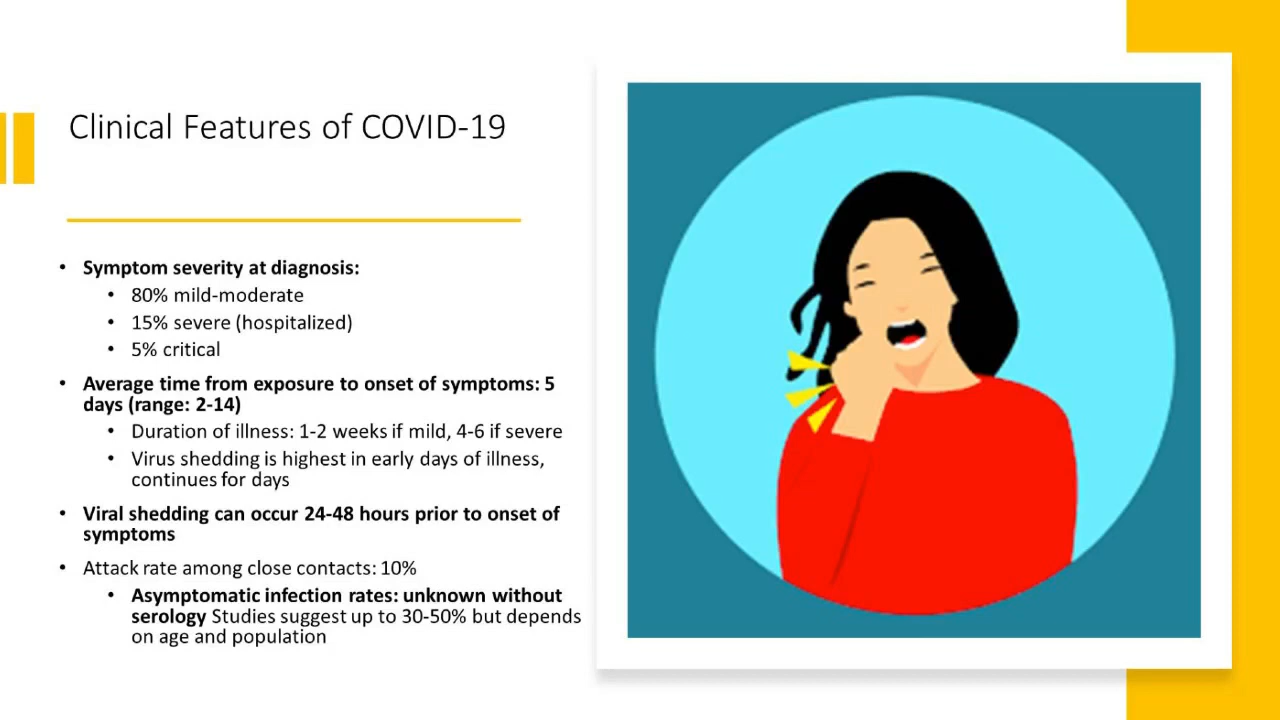 Clinical Features of COVID-19
• Symptom severity at diagnosis:
• 80% mild-moderate
• 15% severe (hospitalized)
• 5% critical
• Average time from exposure to onset of symptoms: 5
days (range: 2-14)
• Duration of illness: 1-2 weeks if mild, 4-6 if severe
• Virus shedding is highest in early days of illness,
continues for days
• Viral shedding can occur 24-48 hours prior to onset of
symptoms
• Attack rate among close contacts: 10%
• Asymptomatic infection rates: unknown without
serology Studies suggest up to 30-50% but depends
on age and population